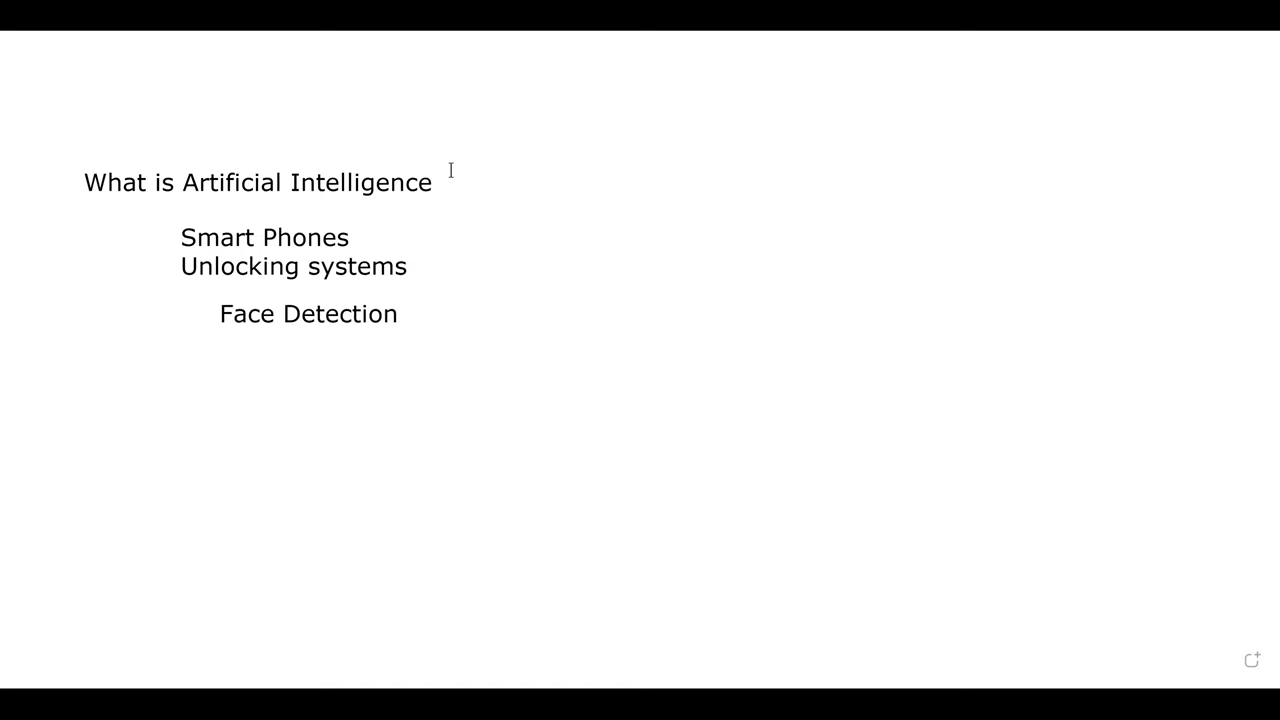 What is Artificial Intelligence
Smart Phones
Unlocking systems
Face Detection